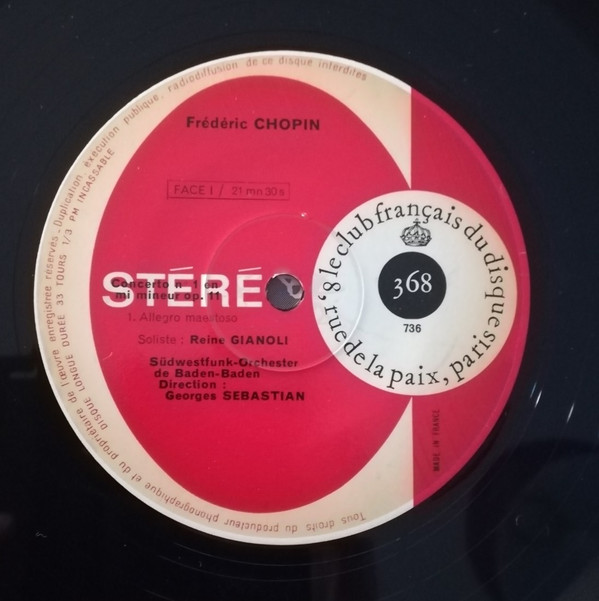 Tous droits du producteur phonographique et du propriétaire de l'œuvre enregistrée réservés - Duplication, exécution publique, radiodiffusion de ce disque interdites
DISQUE LONGUE DURÉE 33 TOURS 1/3 PM INCASSABLE
Frédéric CHOPIN
FACE I / 21 mn 30 s
STÉRÉO
Concerto n° 1 en
mi mineur op. 11
1. Allegro maestoso
Soliste : Reine GIANOLI
Südwestfunk-Orchester
de Baden-Baden
Direction :
Georges SEBASTIAN
le club français du disque
8, rue de la paix, paris
368
736
MADE IN FRANCE